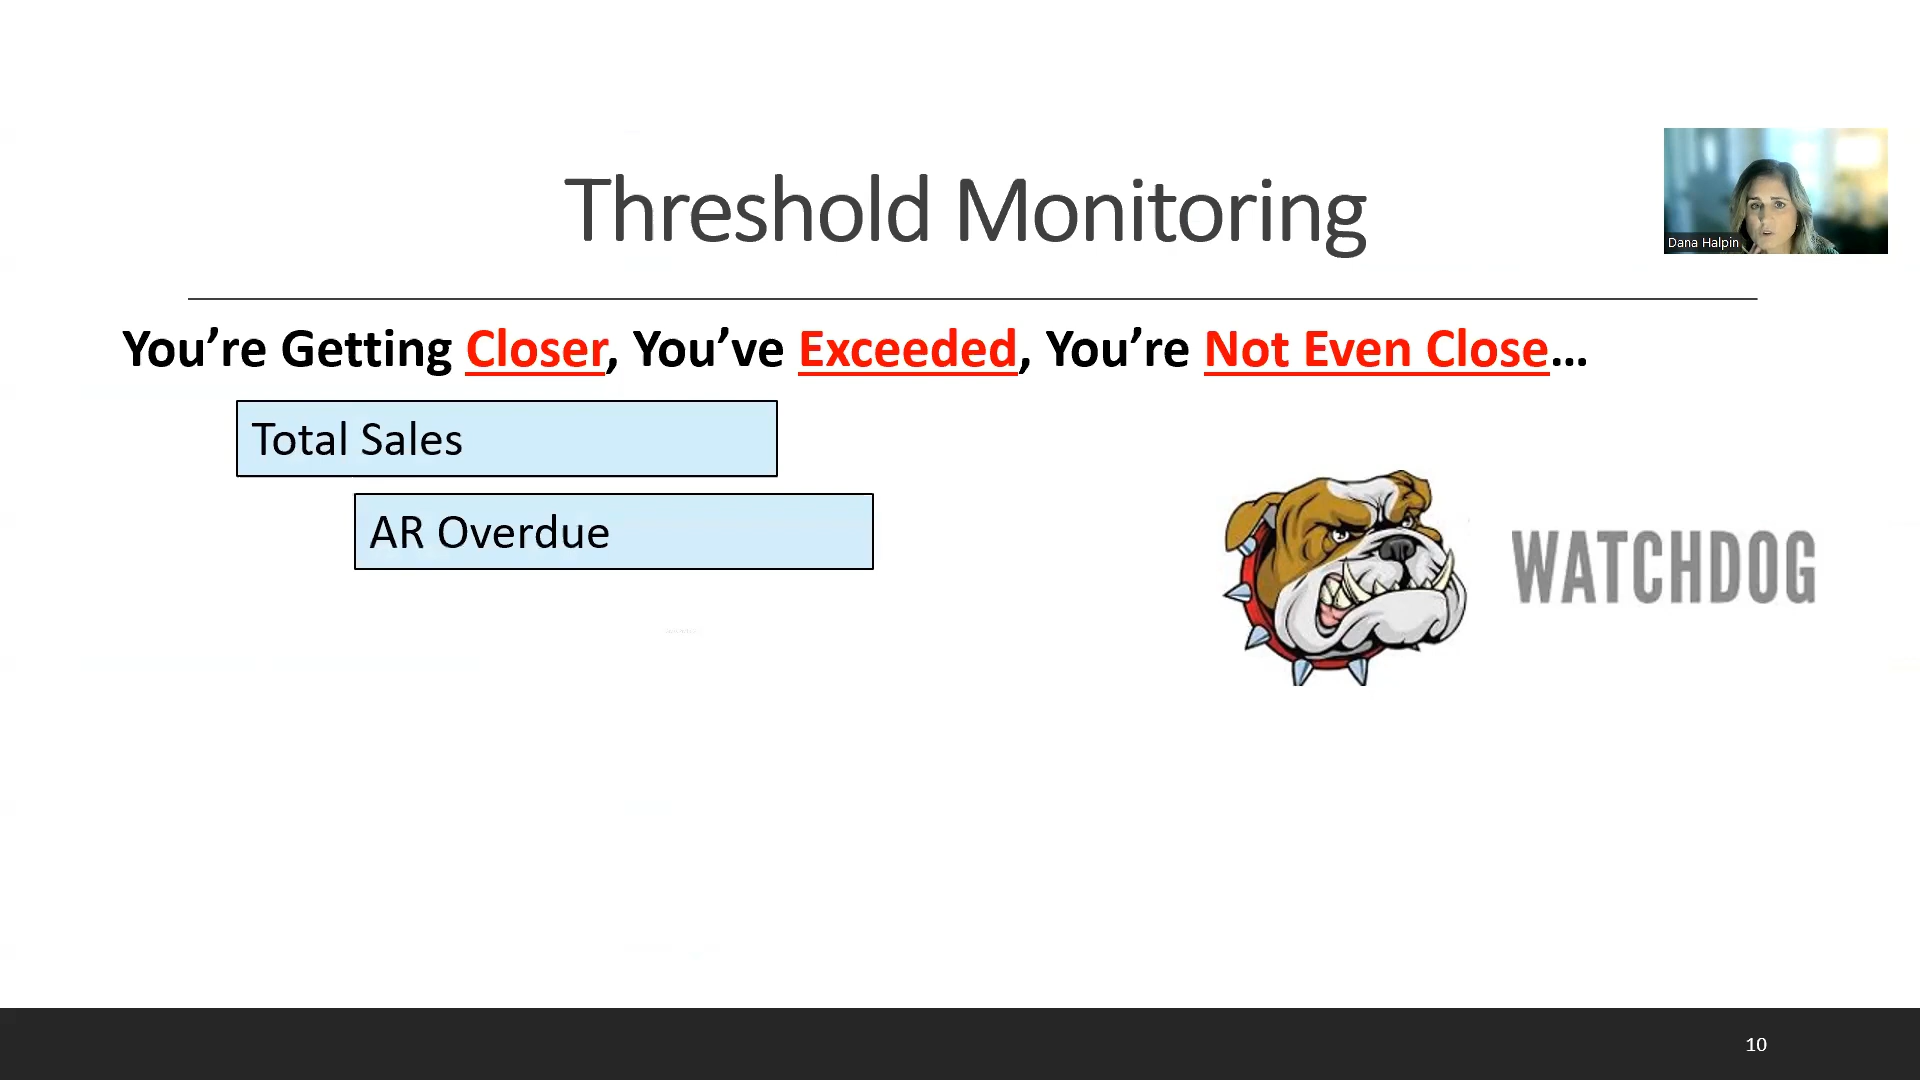 Threshold Monitoring
Dana Halpin
You’re Getting Closer, You’ve Exceeded, You’re Not Even Close…
Total Sales
AR Overdue
WATCHDOG
10